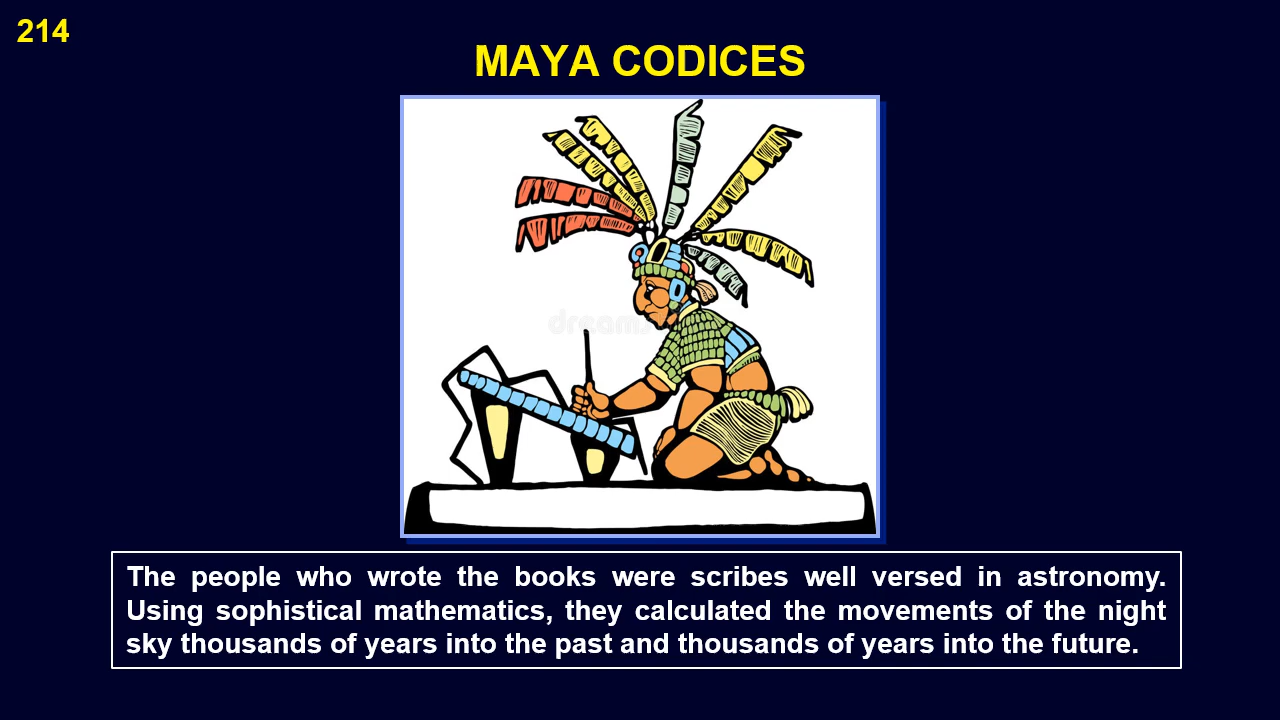 214
MAYA CODICES
dreams
The people who wrote the books were scribes well versed in astronomy.
Using sophistical mathematics, they calculated the movements of the night
sky thousands of years into the past and thousands of years into the future.